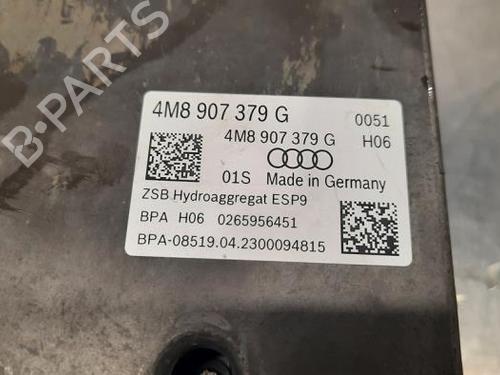 4M8 907 379 G 0051
4M8 907 379 G H06
01S Made in Germany
ZSB Hydroaggregat ESP9
BPA H06 0265956451
BPA-08519.04.2300094815
B-PARTS